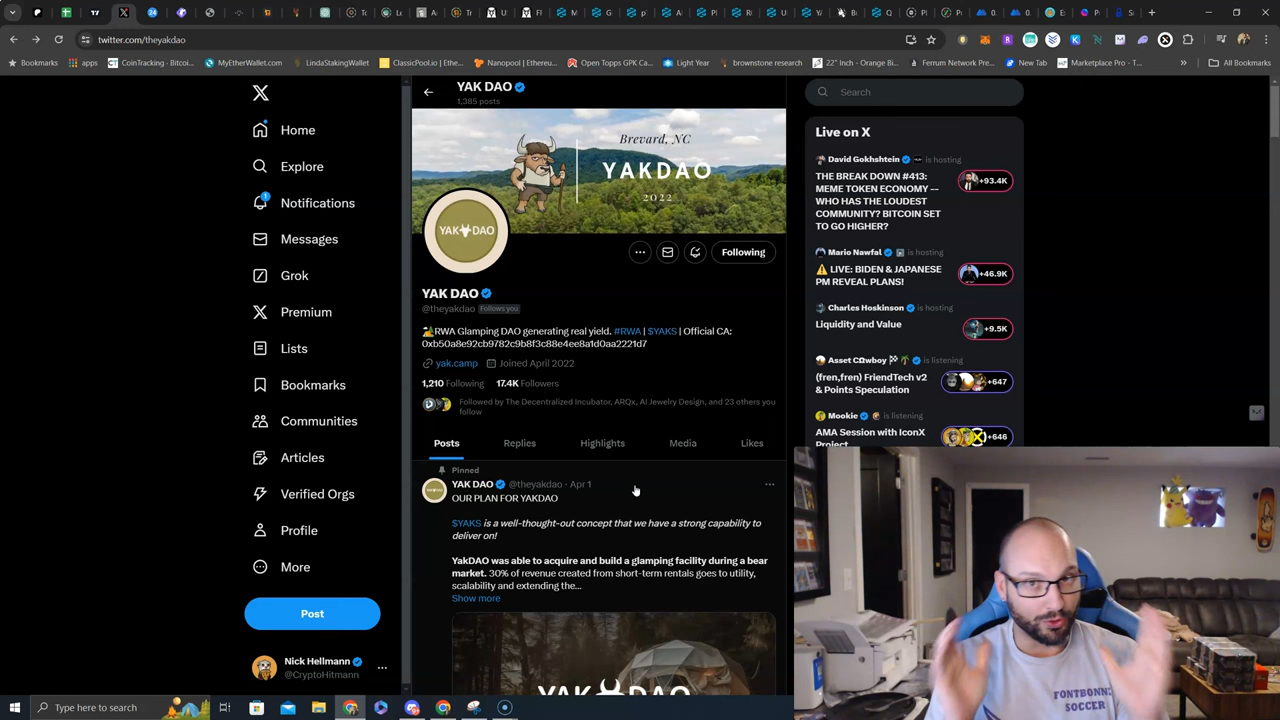 24
twitter.com/theyakdao
Bookmarks
apps
CoinTracking · Bitcoi...
MyEtherWallet.com
LindaStakingWallet
ClassicPool.io | The...
Nanopool | Ethereu...
Open Topps GPK Ca...
Light Year
brownstone research
22" Inch - Orange Bi...
Ferrum Network Pre...
New Tab
Marketplace Pro - T...
All Bookmarks
Home
Explore
Notifications
1
Messages
Grok
Premium
Lists
Bookmarks
Communities
Articles
Verified Orgs
Profile
More
Post
Nick Hellmann
@CryptoHitmann
YAK DAO
1,385 posts
Brevard, NC
YAKDAO
2022
YAK DAO
Following
YAK DAO
@theyakdao Follows you
🏕️RWA Glamping DAO generating real yield. #RWA | $YAKS | Official CA:
0xb50a8e92cb9782c9b8f3c88e4ee8a1d0aa2221d7
yak.camp Joined April 2022
1,210 Following 17.4K Followers
Followed by The Decentralized Incubator, ARQx, AI Jewelry Design, and 23 others you
follow
Posts Replies Highlights Media Likes
Pinned
YAK DAO @theyakdao · Apr 1
OUR PLAN FOR YAKDAO
$YAKS is a well-thought-out concept that we have a strong capability to
deliver on!
YakDAO was able to acquire and build a glamping facility during a bear
market. 30% of revenue created from short-term rentals goes to utility,
scalability and extending the...
Show more
YAK DAO
Search
Live on X
David Gokhshtein is hosting
THE BREAK DOWN #413:
MEME TOKEN ECONOMY --
WHO HAS THE LOUDEST
COMMUNITY? BITCOIN SET
TO GO HIGHER?
+93.4K
Mario Nawfal is hosting
⚠️ LIVE: BIDEN & JAPANESE
PM REVEAL PLANS!
+46.9K
Charles Hoskinson is hosting
Liquidity and Value
+9.5K
Asset CΩwboy is listening
(fren,fren) FriendTech v2
& Points Speculation
+647
Mookie is listening
AMA Session with IconX
Project
+646
FONTBONNE
SOCCER
Type here to search